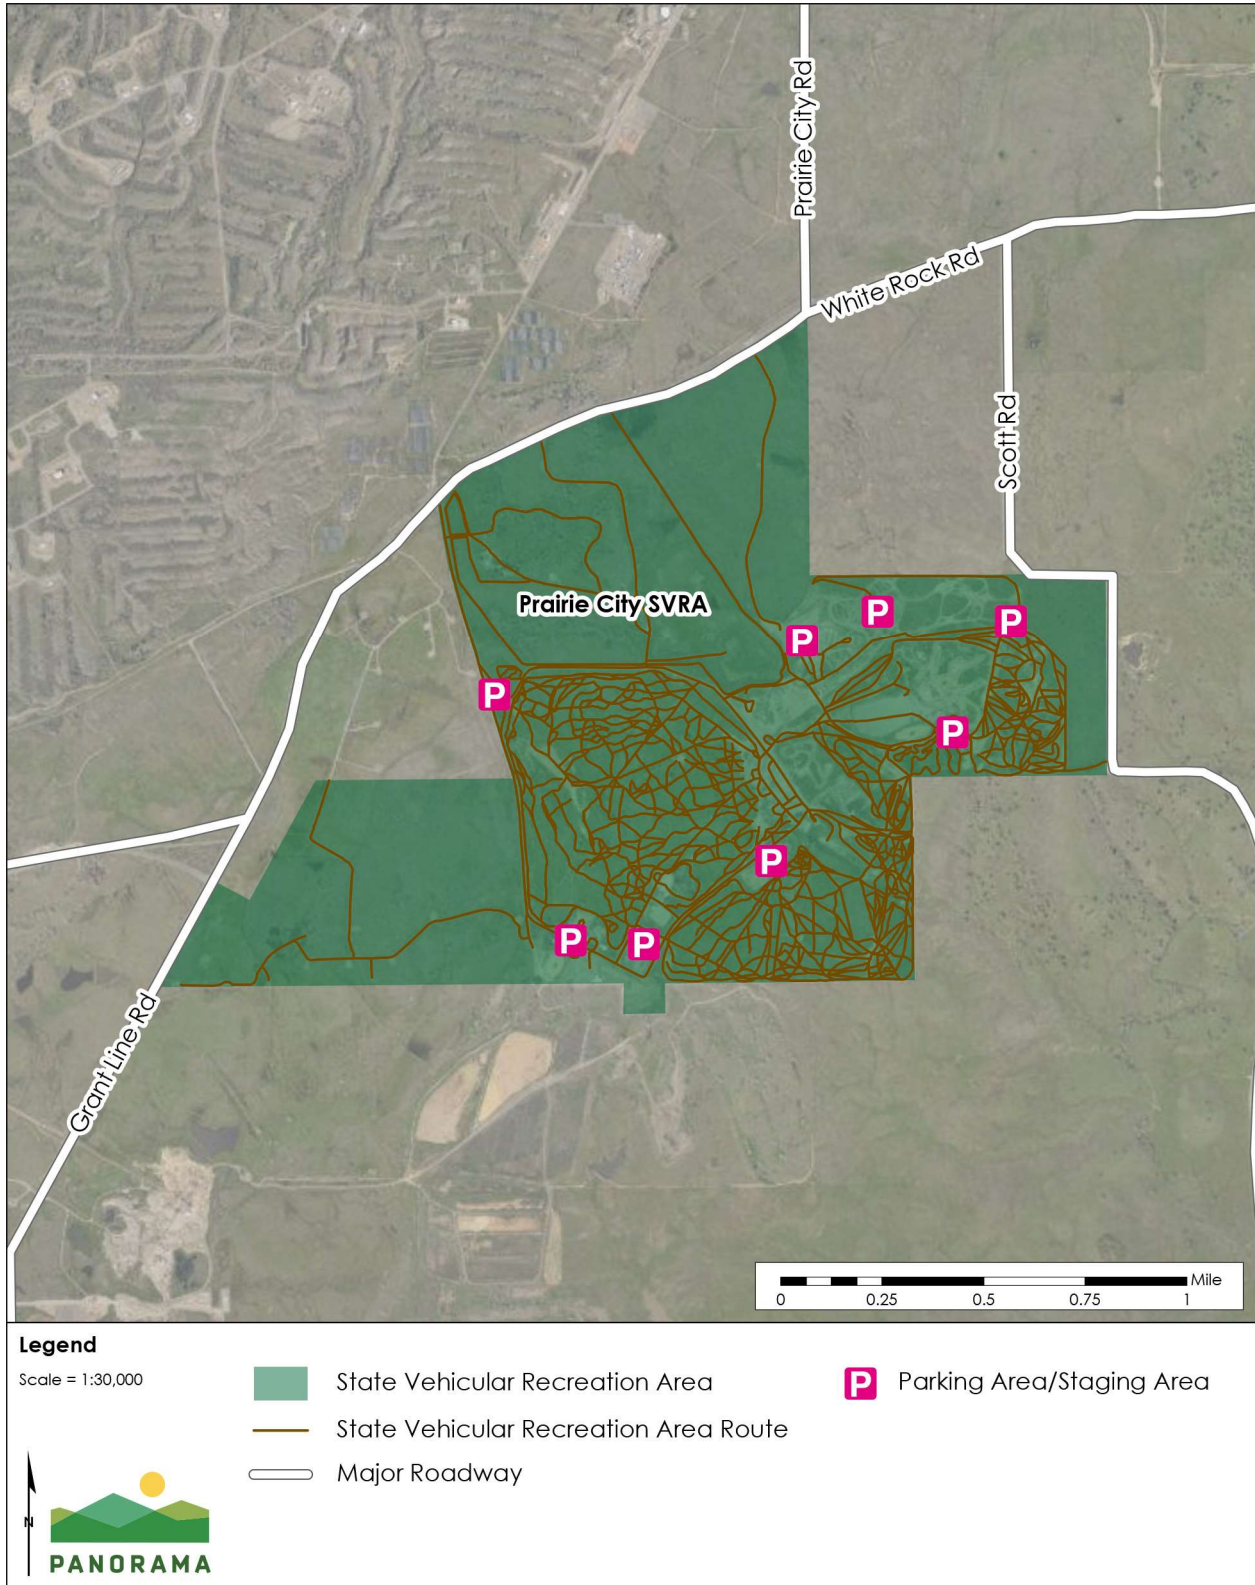 Prairie City Rd
White Rock Rd
Scott Rd
Prairie City SVRA
P
P
P
P
P
P
P
P
Grant Line Rd
Mile
0 0.25 0.5 0.75 1
Legend
Scale = 1:30,000
State Vehicular Recreation Area
P Parking Area/Staging Area
State Vehicular Recreation Area Route
Major Roadway
N
PANORAMA